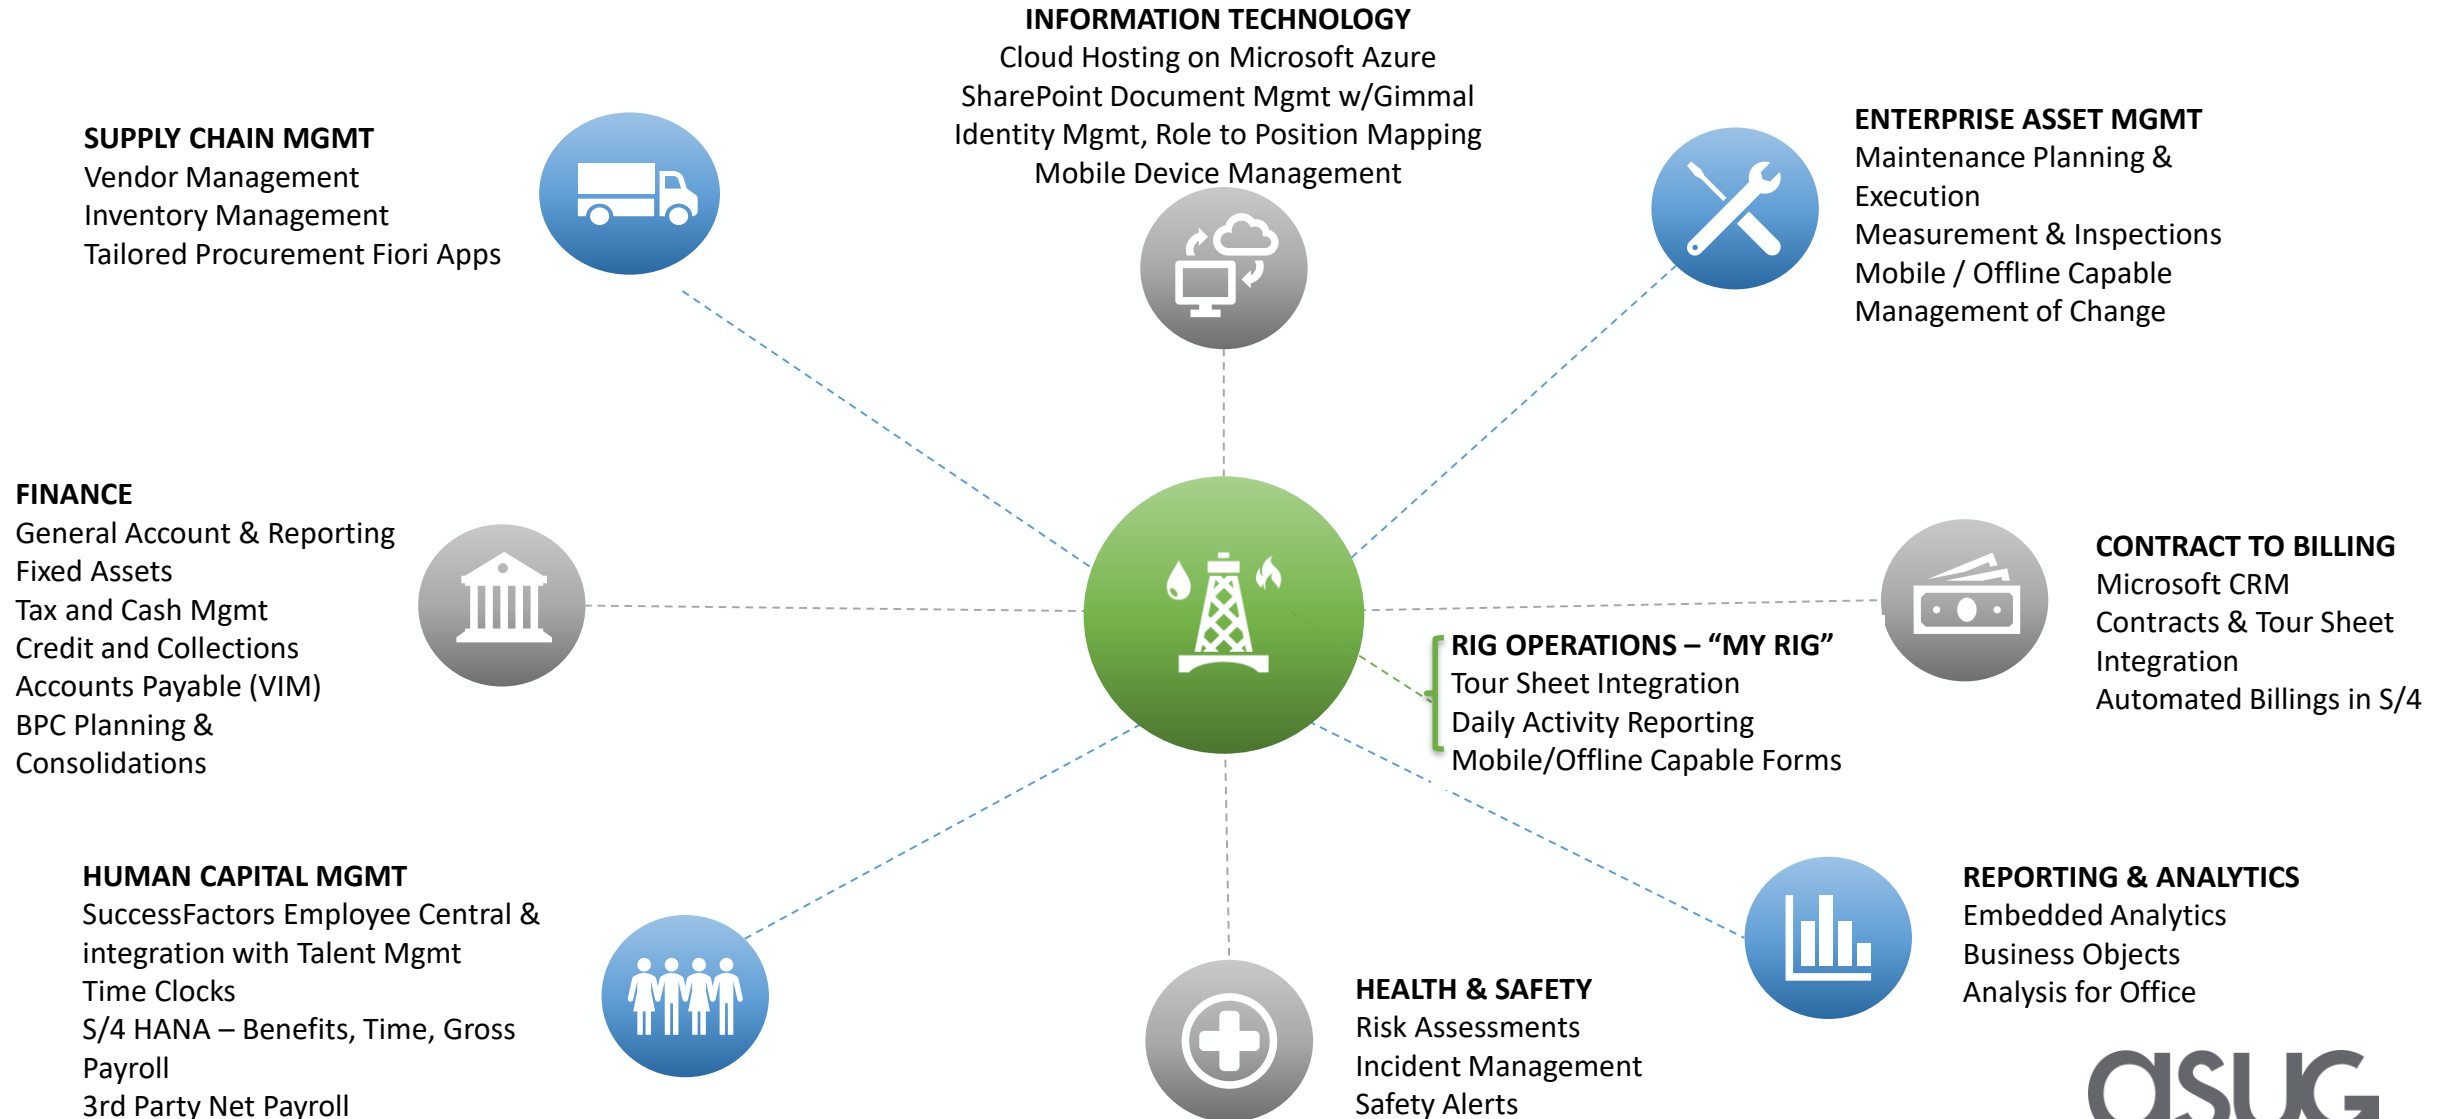 INFORMATION TECHNOLOGY
Cloud Hosting on Microsoft Azure
SharePoint Document Mgmt w/Gimmal
Identity Mgmt, Role to Position Mapping
Mobile Device Management
SUPPLY CHAIN MGMT
Vendor Management
Inventory Management
Tailored Procurement Fiori Apps
ENTERPRISE ASSET MGMT
Maintenance Planning &
Execution
Measurement & Inspections
Mobile / Offline Capable
Management of Change
FINANCE
General Account & Reporting
Fixed Assets
Tax and Cash Mgmt
Credit and Collections
Accounts Payable (VIM)
BPC Planning &
Consolidations
CONTRACT TO BILLING
Microsoft CRM
Contracts & Tour Sheet
Integration
Automated Billings in S/4
RIG OPERATIONS – “MY RIG”
Tour Sheet Integration
Daily Activity Reporting
Mobile/Offline Capable Forms
HUMAN CAPITAL MGMT
SuccessFactors Employee Central &
integration with Talent Mgmt
Time Clocks
S/4 HANA – Benefits, Time, Gross
Payroll
3rd Party Net Payroll
HEALTH & SAFETY
Risk Assessments
Incident Management
Safety Alerts
REPORTING & ANALYTICS
Embedded Analytics
Business Objects
Analysis for Office
asug